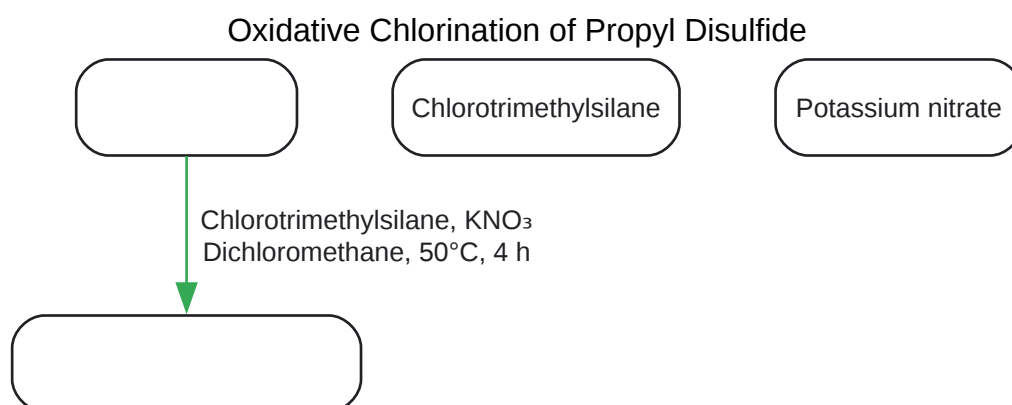 Oxidative Chlorination of Propyl Disulfide
Chlorotrimethylsilane
Potassium nitrate
Chlorotrimethylsilane, KNO₃
Dichloromethane, 50°C, 4 h